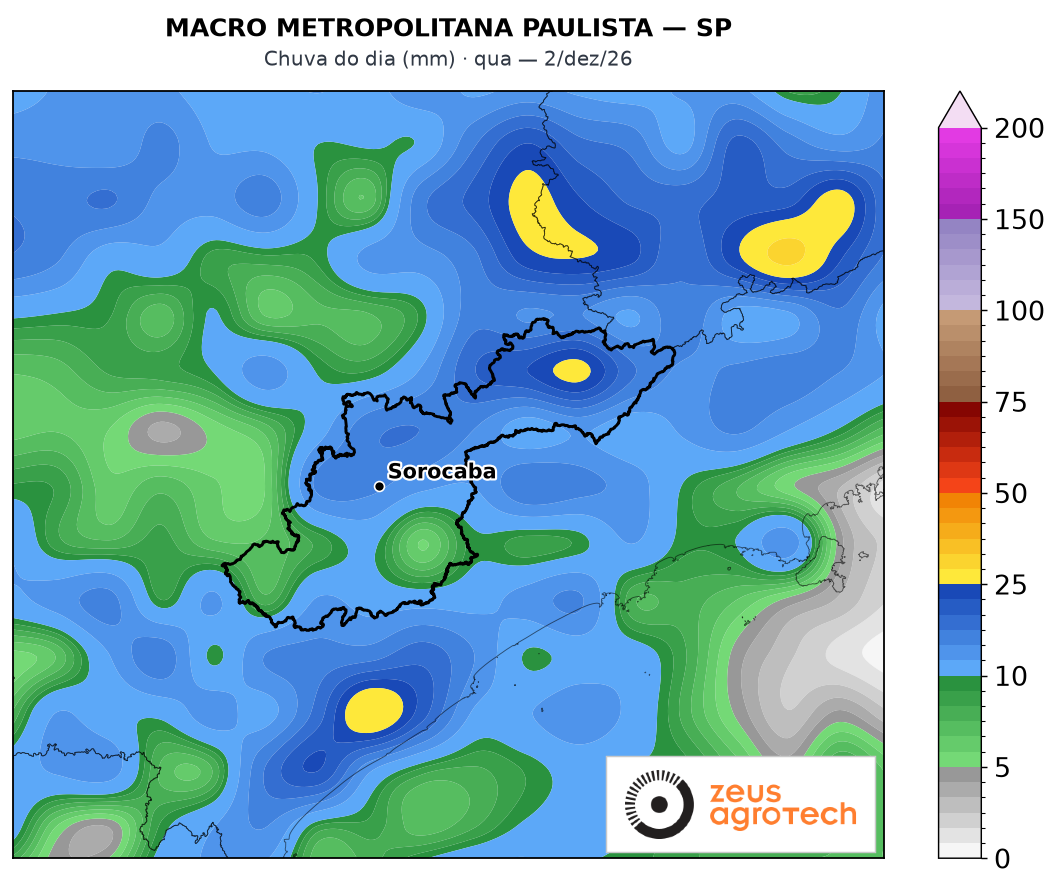 MACRO METROPOLITANA PAULISTA — SP
Chuva do dia (mm) · qua — 2/dez/26
200
150
100
75
50
25
10
5
0
Sorocaba
zeus
agrotech